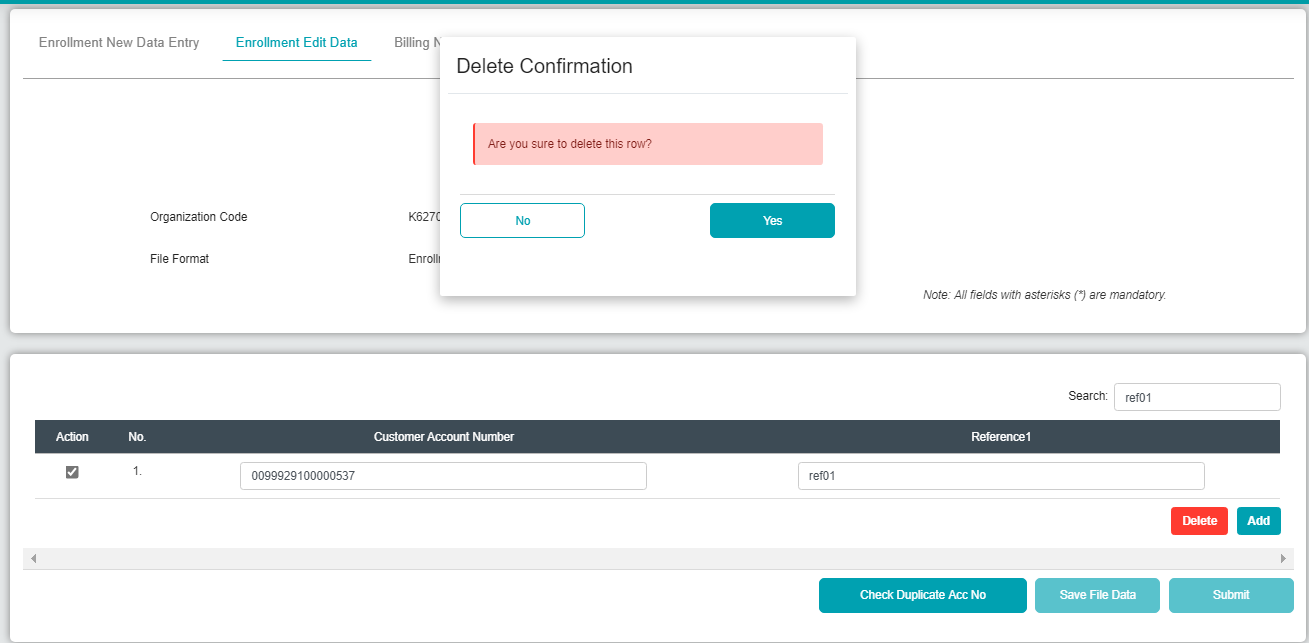 Enrollment New Data Entry
Enrollment Edit Data
Billing N
Delete Confirmation
Are you sure to delete this row?
No
Yes
Organization Code
K6270
File Format
Enroll
Note: All fields with asterisks (*) are mandatory.
Search:
ref01
Action
No.
Customer Account Number
Reference1
1.
0099929100000537
ref01
Delete
Add
Check Duplicate Acc No
Save File Data
Submit